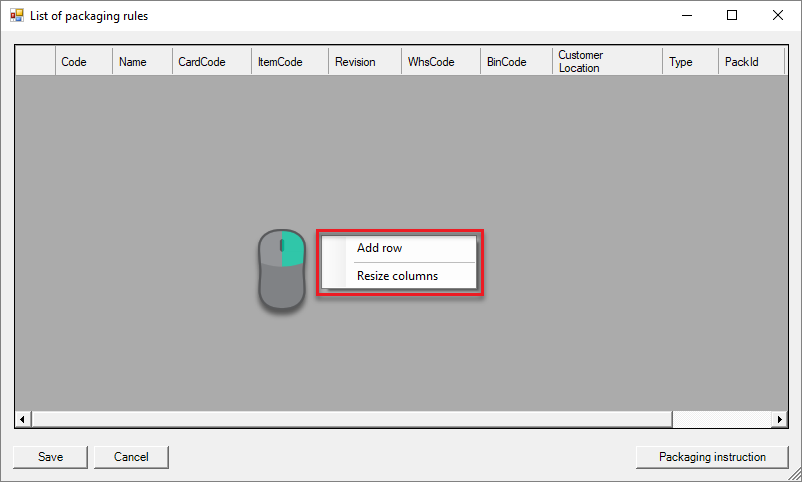 List of packaging rules
Code Name CardCode ItemCode Revision WhsCode BinCode Customer Location Type PackId
Add row
Resize columns
Save Cancel Packaging instruction